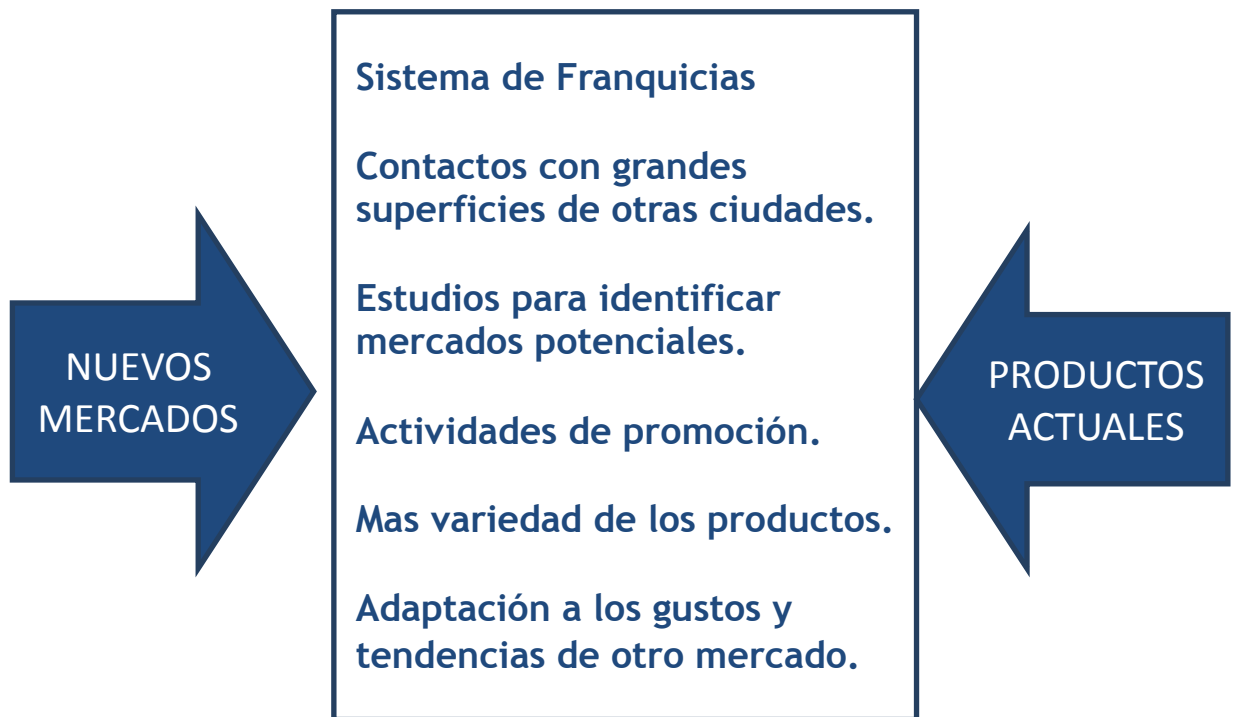 NUEVOS
MERCADOS
Sistema de Franquicias
Contactos con grandes
superficies de otras ciudades.
Estudios para identificar
mercados potenciales.
Actividades de promoción.
Mas variedad de los productos.
Adaptación a los gustos y
tendencias de otro mercado.
PRODUCTOS
ACTUALES